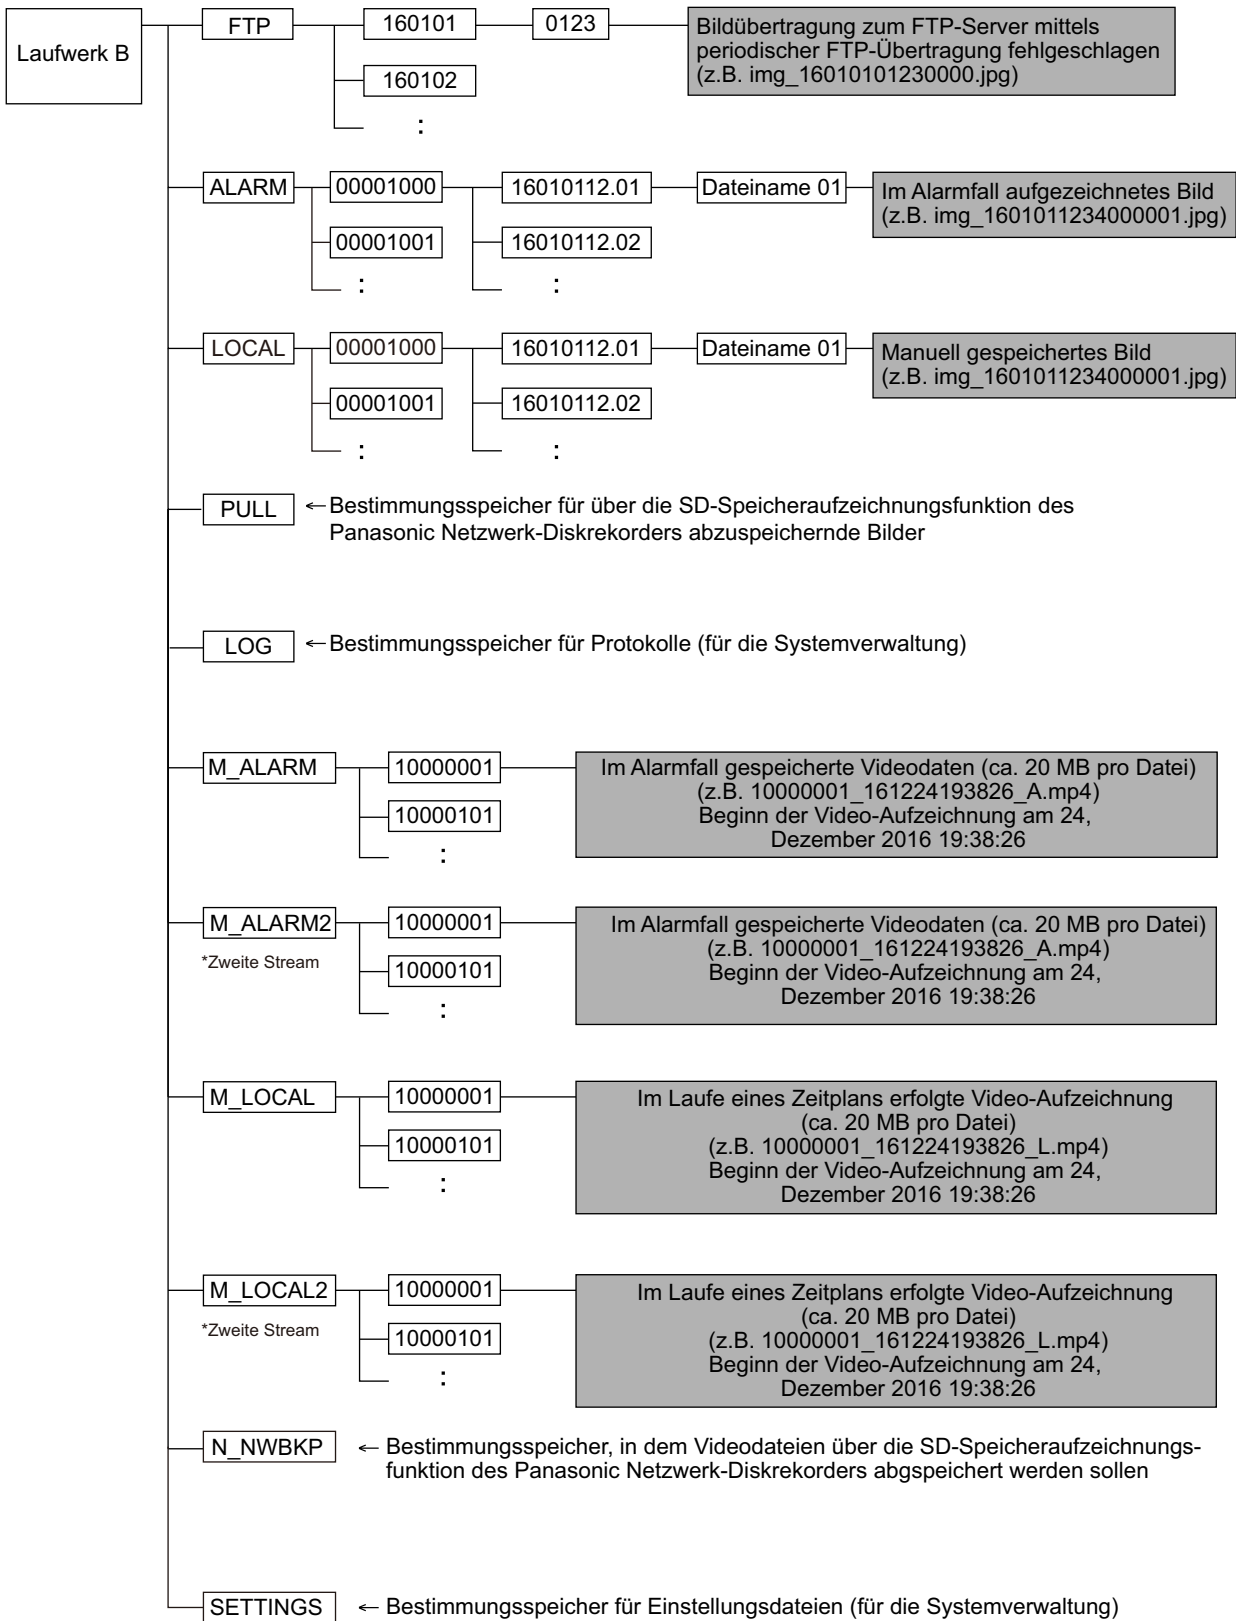 Laufwerk B
FTP
160101
0123
Bildübertragung zum FTP-Server mittels
periodischer FTP-Übertragung fehlgeschlagen
(z.B. img_16010101230000.jpg)
160102
:
ALARM
00001000
16010112.01
Dateiname 01
Im Alarmfall aufgezeichnetes Bild
(z.B. img_1601011234000001.jpg)
00001001
16010112.02
:
:
LOCAL
00001000
16010112.01
Dateiname 01
Manuell gespeichertes Bild
(z.B. img_1601011234000001.jpg)
00001001
16010112.02
:
:
PULL
←Bestimmungsspeicher für über die SD-Speicheraufzeichnungsfunktion des
Panasonic Netzwerk-Diskrekorders abzuspeichernde Bilder
LOG
←Bestimmungsspeicher für Protokolle (für die Systemverwaltung)
M_ALARM
10000001
Im Alarmfall gespeicherte Videodaten (ca. 20 MB pro Datei)
(z.B. 10000001_161224193826_A.mp4)
Beginn der Video-Aufzeichnung am 24,
Dezember 2016 19:38:26
10000101
:
M_ALARM2
*Zweite Stream
10000001
Im Alarmfall gespeicherte Videodaten (ca. 20 MB pro Datei)
(z.B. 10000001_161224193826_A.mp4)
Beginn der Video-Aufzeichnung am 24,
Dezember 2016 19:38:26
10000101
:
M_LOCAL
10000001
Im Laufe eines Zeitplans erfolgte Video-Aufzeichnung
(ca. 20 MB pro Datei)
(z.B. 10000001_161224193826_L.mp4)
Beginn der Video-Aufzeichnung am 24,
Dezember 2016 19:38:26
10000101
:
M_LOCAL2
*Zweite Stream
10000001
Im Laufe eines Zeitplans erfolgte Video-Aufzeichnung
(ca. 20 MB pro Datei)
(z.B. 10000001_161224193826_L.mp4)
Beginn der Video-Aufzeichnung am 24,
Dezember 2016 19:38:26
10000101
:
N_NWBKP
← Bestimmungsspeicher, in dem Videodateien über die SD-Speicheraufzeichnungs-
funktion des Panasonic Netzwerk-Diskrekorders abgspeichert werden sollen
SETTINGS
← Bestimmungsspeicher für Einstellungsdateien (für die Systemverwaltung)